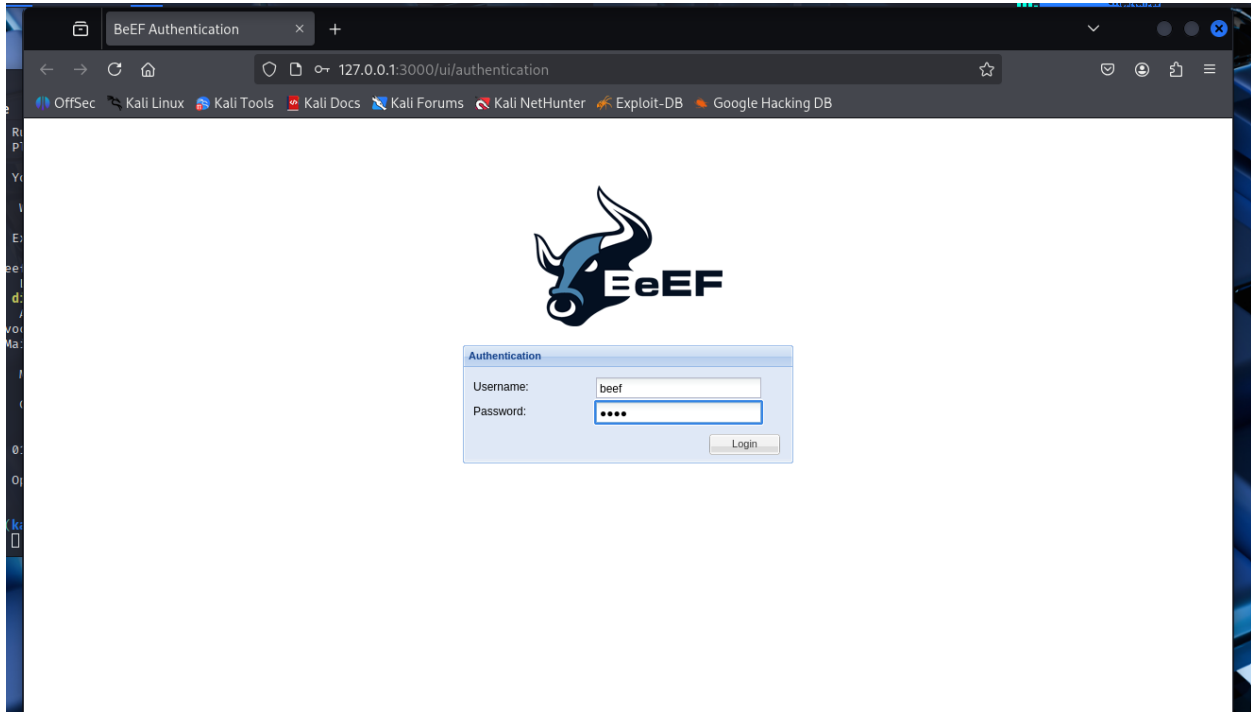 BeEF Authentication
127.0.0.1:3000/ui/authentication
OffSec Kali Linux Kali Tools Kali Docs Kali Forums Kali NetHunter Exploit-DB Google Hacking DB
BeEF
Authentication
Username: beef
Password: ••••
Login